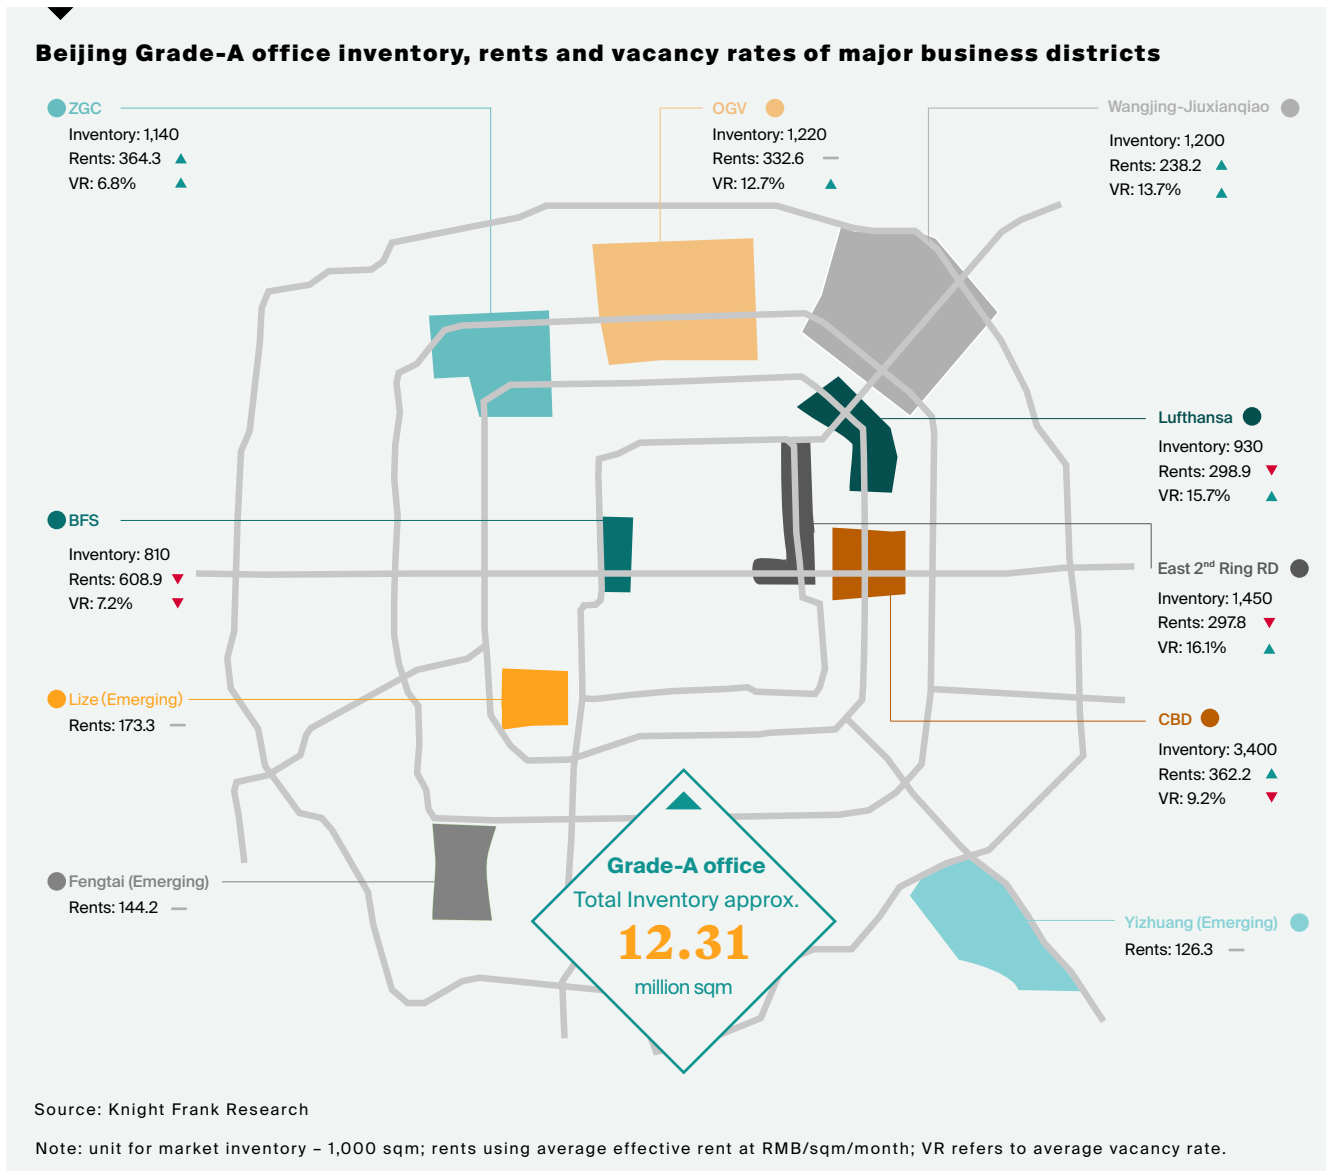 Beijing Grade-A office inventory, rents and vacancy rates of major business districts
ZGC
Inventory: 1,140
Rents: 364.3
VR: 6.8%
OGV
Inventory: 1,220
Rents: 332.6
VR: 12.7%
Wangjing-Jiuxianqiao
Inventory: 1,200
Rents: 238.2
VR: 13.7%
Lufthansa
Inventory: 930
Rents: 298.9
VR: 15.7%
BFS
Inventory: 810
Rents: 608.9
VR: 7.2%
East 2nd Ring RD
Inventory: 1,450
Rents: 297.8
VR: 16.1%
Lize (Emerging)
Rents: 173.3
CBD
Inventory: 3,400
Rents: 362.2
VR: 9.2%
Fengtai (Emerging)
Rents: 144.2
Grade-A office
Total Inventory approx.
12.31
million sqm
Yizhuang (Emerging)
Rents: 126.3
Source: Knight Frank Research
Note: unit for market inventory – 1,000 sqm; rents using average effective rent at RMB/sqm/month; VR refers to average vacancy rate.